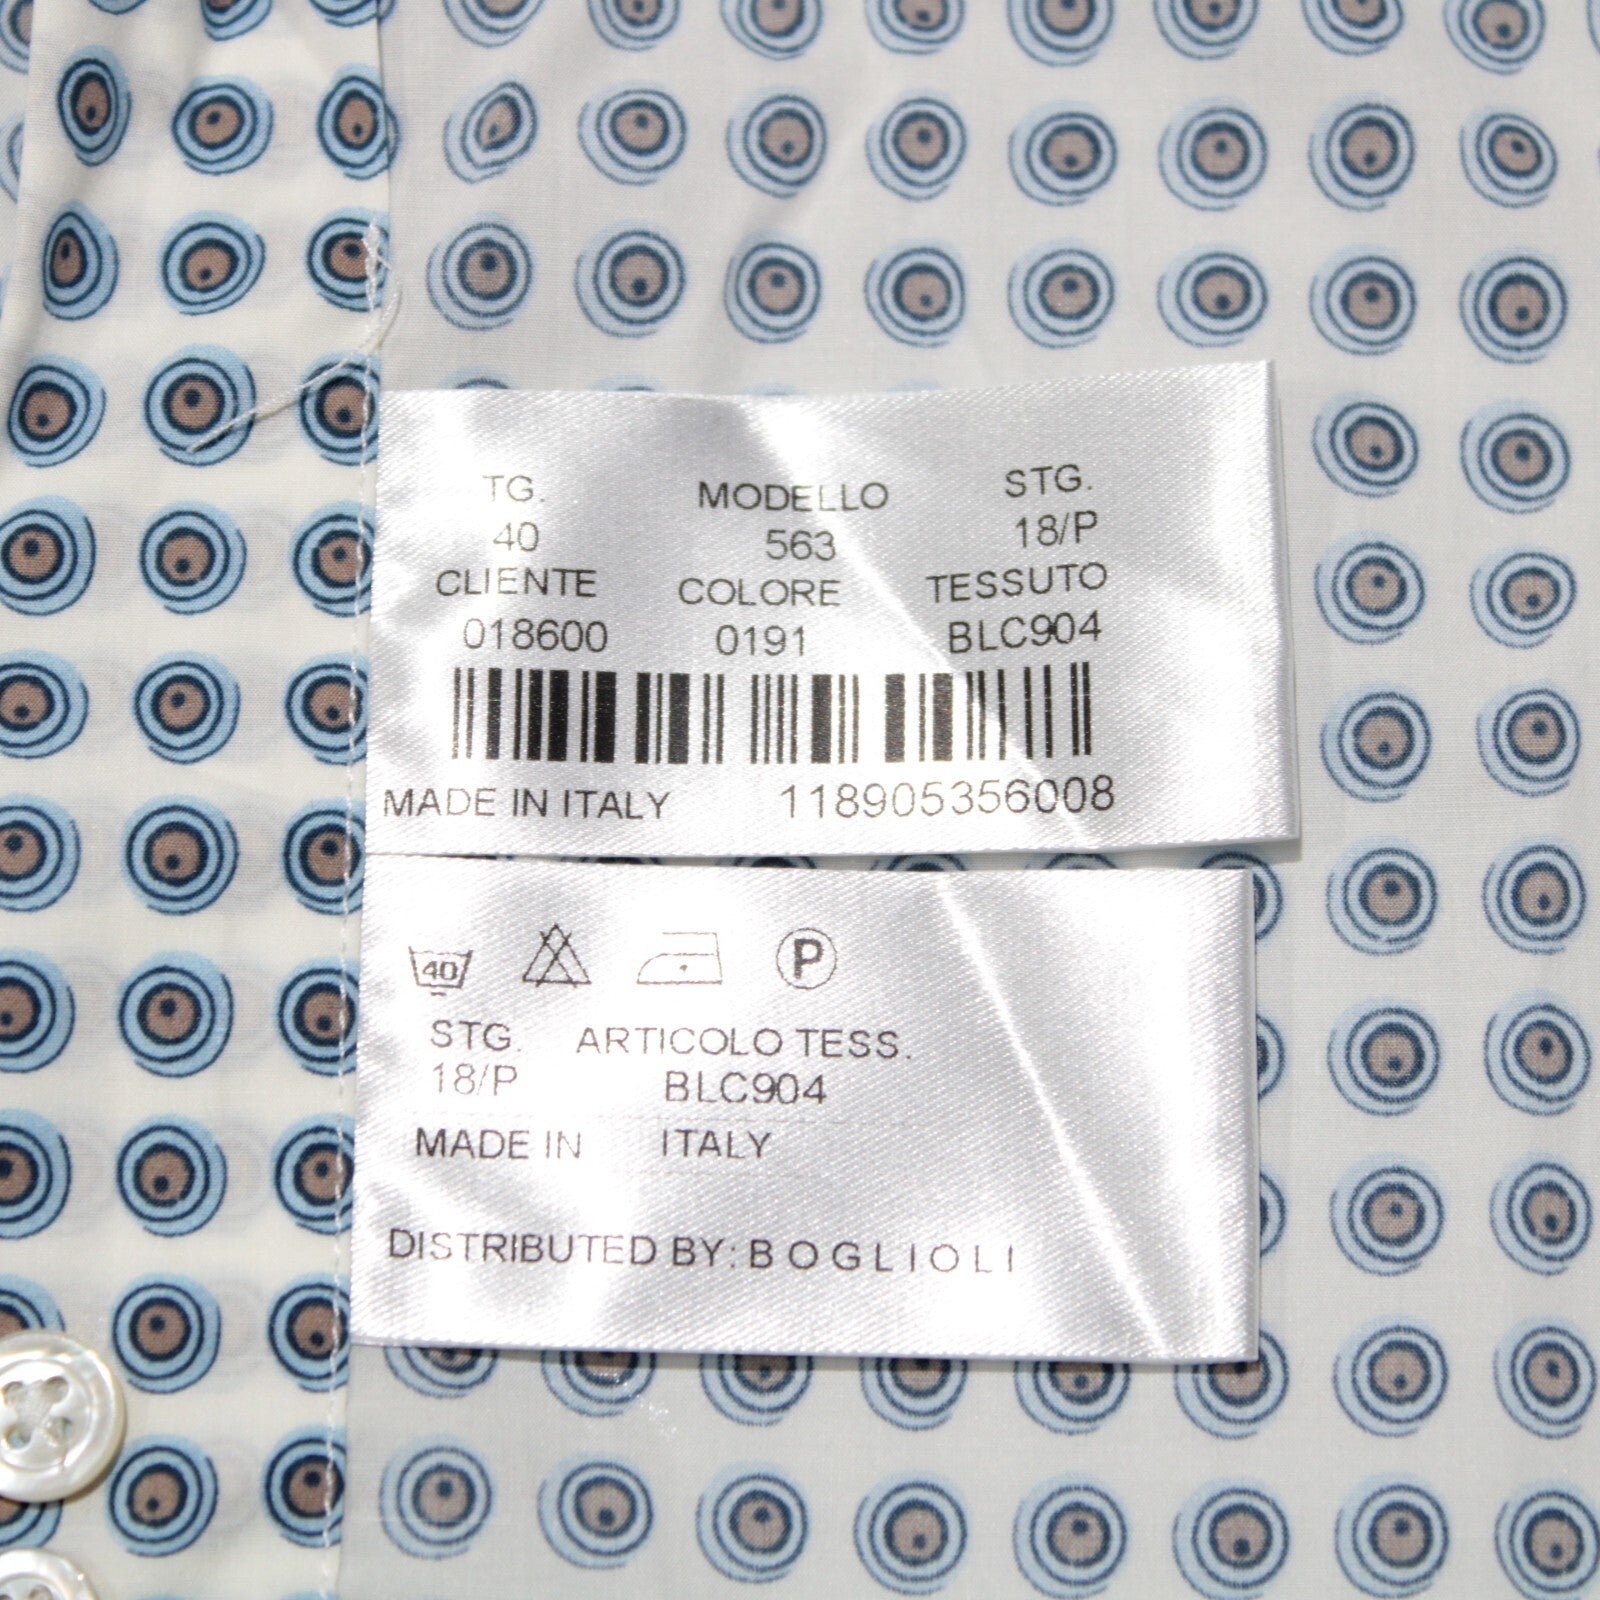 TG. MODELLO STG.
40 563 18/P
CLIENTE COLORE TESSUTO
018600 0191 BLC904
MADE IN ITALY 118905356008
40 P
STG. ARTICOLO TESS.
18/P BLC904
MADE IN ITALY
DISTRIBUTED BY: BOGLIOLI